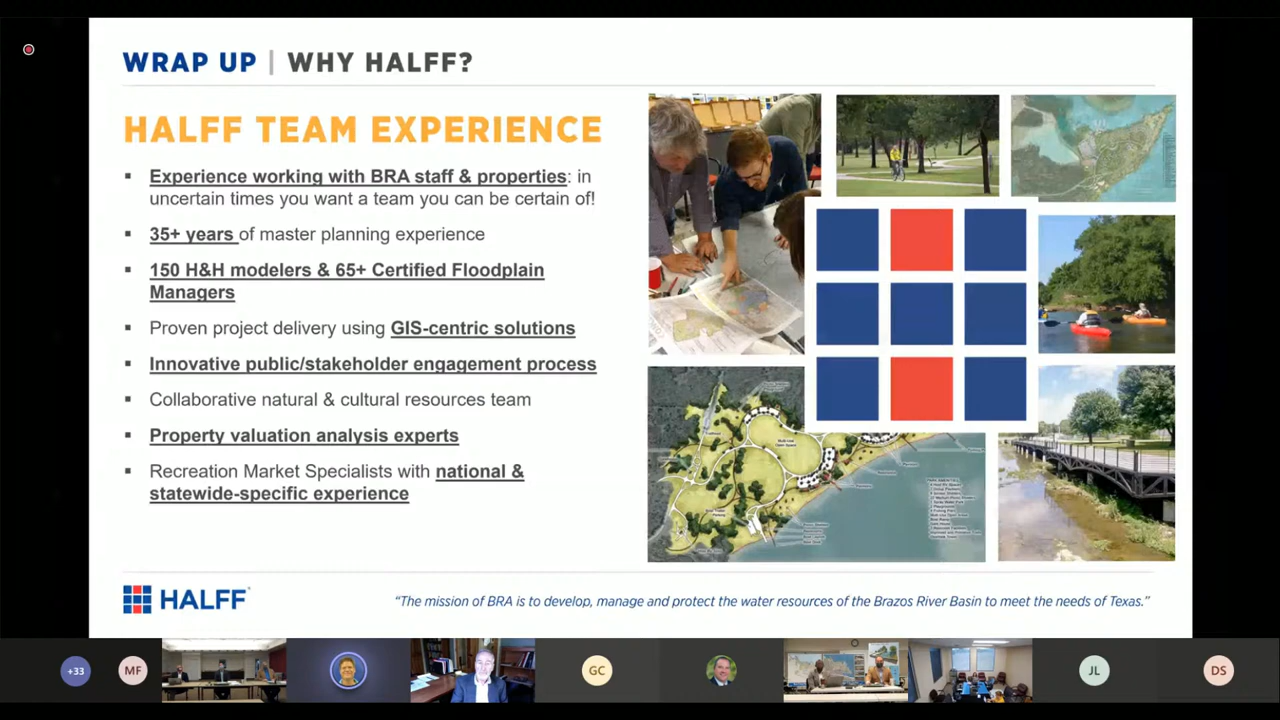 WRAP UP | WHY HALFF?
HALFF TEAM EXPERIENCE
▪ Experience working with BRA staff & properties: in
uncertain times you want a team you can be certain of!
▪ 35+ years of master planning experience
▪ 150 H&H modelers & 65+ Certified Floodplain
Managers
▪ Proven project delivery using GIS-centric solutions
▪ Innovative public/stakeholder engagement process
▪ Collaborative natural & cultural resources team
▪ Property valuation analysis experts
▪ Recreation Market Specialists with national &
statewide-specific experience
HALFF
“The mission of BRA is to develop, manage and protect the water resources of the Brazos River Basin to meet the needs of Texas.”
+33
MF
GC
JL
DS